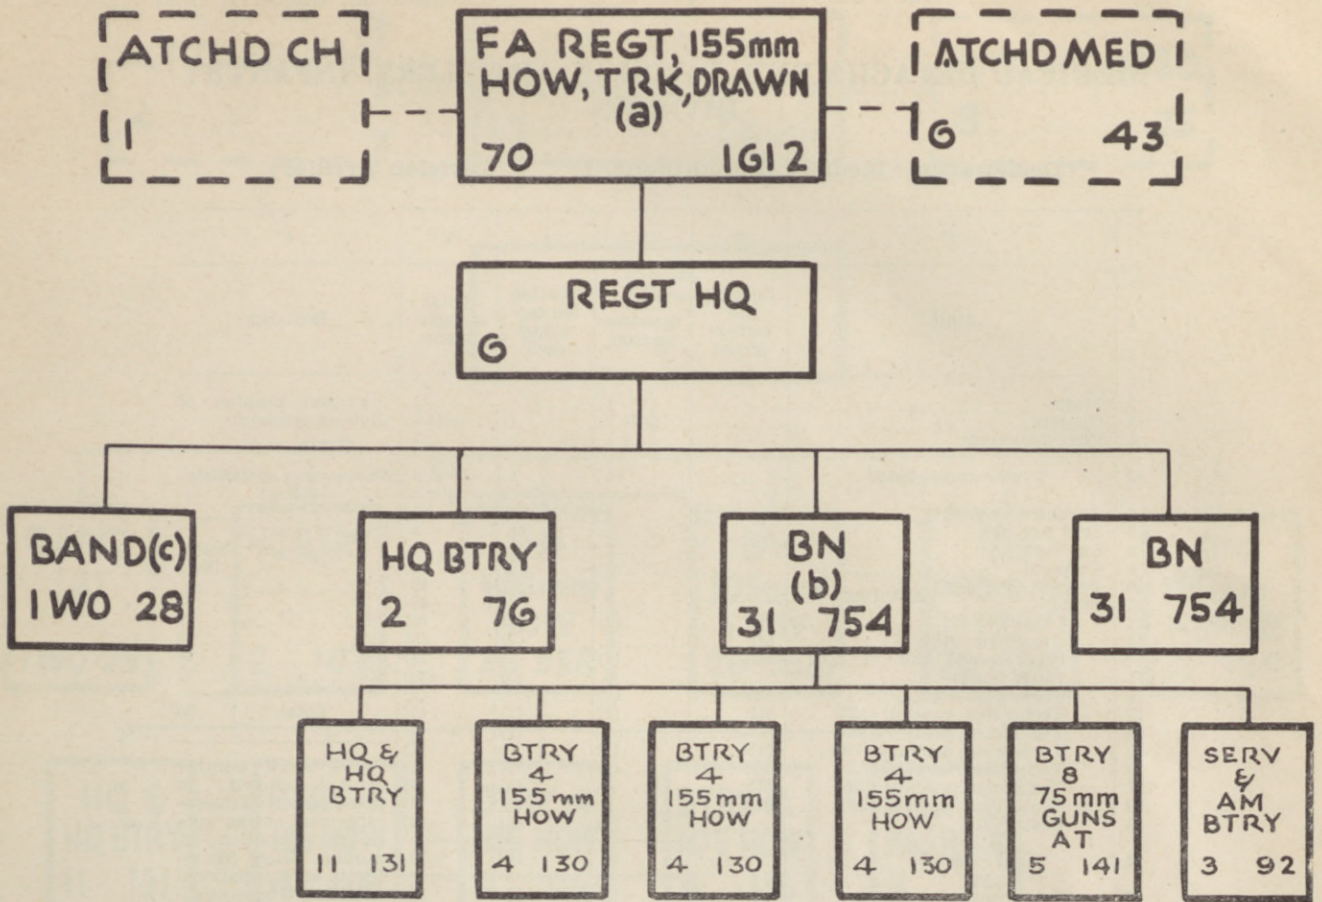 ATCHD CH
1
FA REGT, 155mm
HOW, TRK, DRAWN
(a)
70 1612
ATCHD MED
6 43
REGT HQ
6
BAND(c)
1 WO 28
HQ BTRY
2 76
BN
(b)
31 754
BN
31 754
HQ &
HQ
BTRY
11 131
BTRY
4
155mm
HOW
4 130
BTRY
4
155mm
HOW
4 130
BTRY
4
155mm
HOW
4 130
BTRY
8
75mm
GUNS
AT
5 141
SERV
&
AM
BTRY
3 92